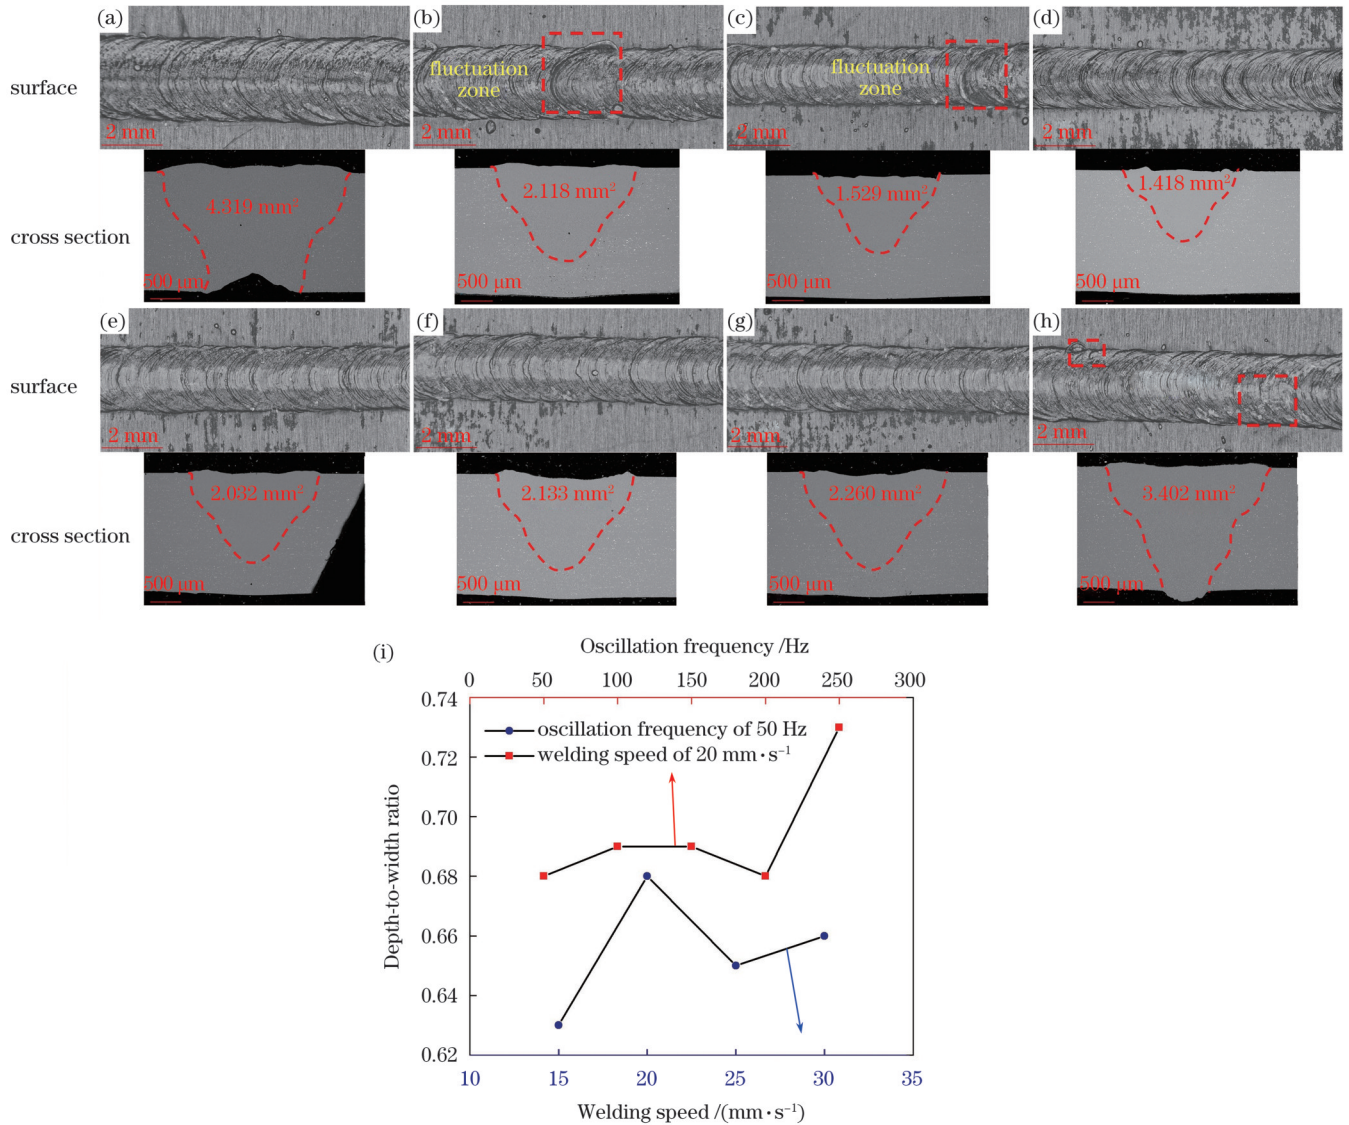 (a) (b) (c) (d)
surface
fluctuation
zone
fluctuation
zone
2 mm 2 mm 2 mm 2 mm
cross section
4.319 mm² 2.118 mm² 1.529 mm² 1.418 mm²
500 μm 500 μm 500 μm 500 μm
(e) (f) (g) (h)
surface
2 mm 2 mm 2 mm 2 mm
cross section
2.032 mm² 2.133 mm² 2.260 mm² 3.402 mm²
500 μm 500 μm 500 μm 500 μm
(i)
Oscillation frequency /Hz
0 50 100 150 200 250 300
0.74
0.72
0.70
0.68
0.66
0.64
0.62
Depth-to-width ratio
oscillation frequency of 50 Hz
welding speed of 20 mm·s⁻¹
10 15 20 25 30 35
Welding speed /(mm·s⁻¹)